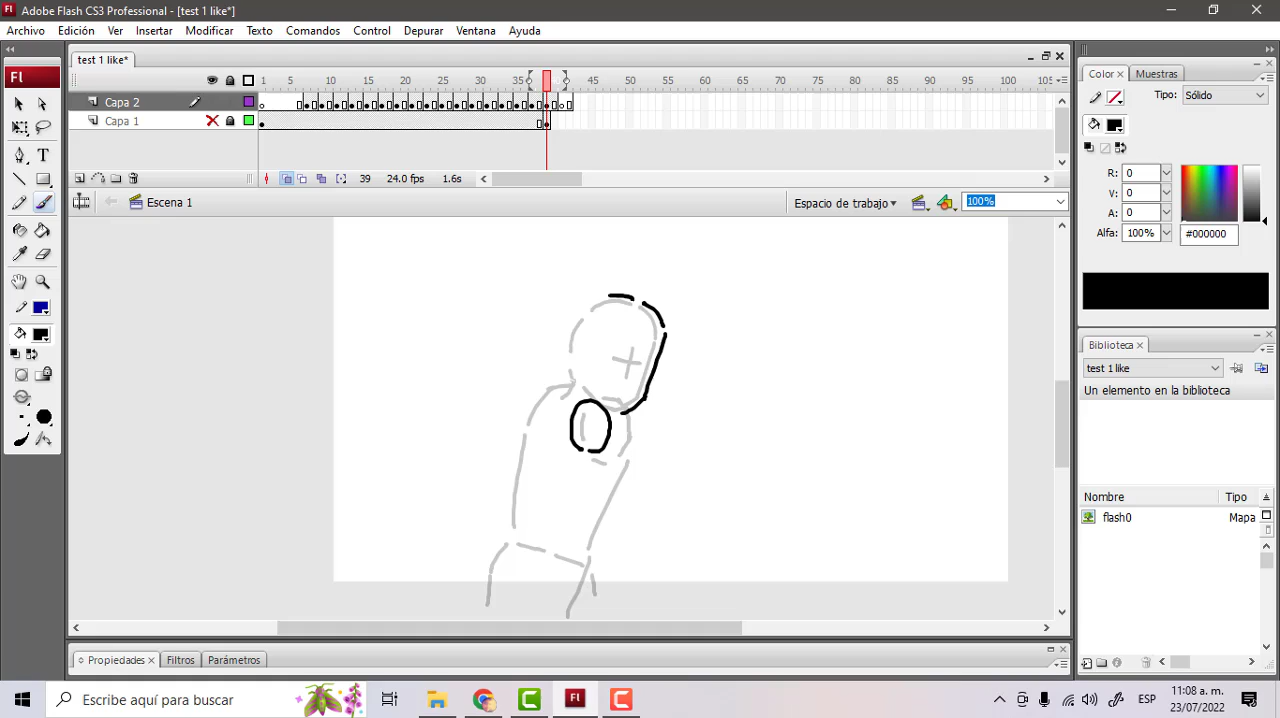 Adobe Flash CS3 Professional - [test 1 like*]
Archivo Edición Ver Insertar Modificar Texto Comandos Control Depurar Ventana Ayuda
test 1 like*
1 5 10 15 20 25 30 35 45 50 55 60 65 70 75 80 85 90 95 100 105
Capa 2
Capa 1
39 24.0 fps 1.6s
Escena 1
Espacio de trabajo
100%
Fl
Color Muestras
Tipo: Sólido
R: 0
V: 0
A: 0
Alfa: 100%
#000000
Biblioteca
test 1 like
Un elemento en la biblioteca
Nombre Tipo
flash0 Mapa
Propiedades Filtros Parámetros
Escribe aquí para buscar
Fl
ESP
11:08 a. m.
23/07/2022